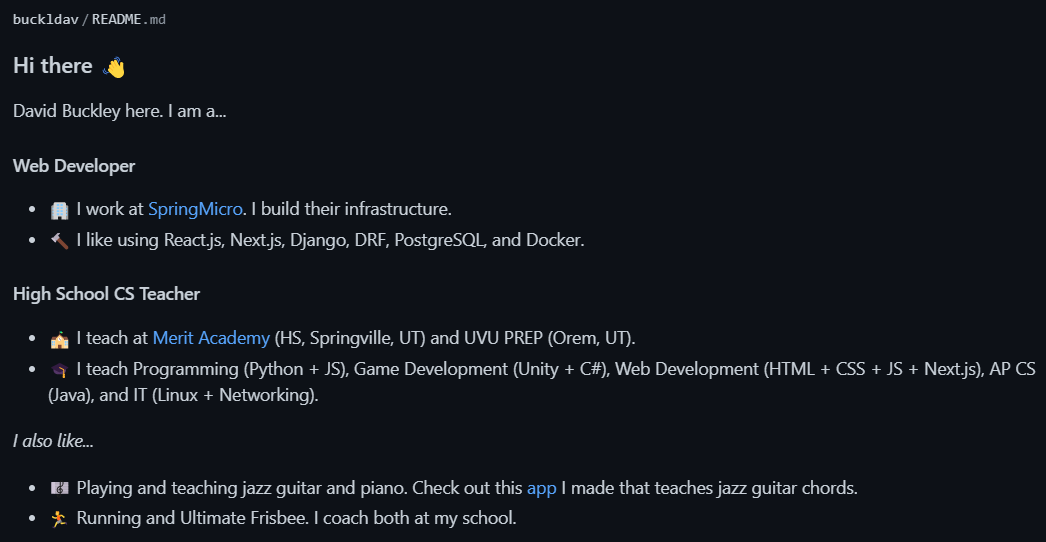 buckldav/README.md
Hi there 👋
David Buckley here. I am a...
Web Developer
• 🏢 I work at SpringMicro. I build their infrastructure.
• 🔨 I like using React.js, Next.js, Django, DRF, PostgreSQL, and Docker.
High School CS Teacher
• 🏫 I teach at Merit Academy (HS, Springville, UT) and UVU PREP (Orem, UT).
• 🎓 I teach Programming (Python + JS), Game Development (Unity + C#), Web Development (HTML + CSS + JS + Next.js), AP CS
(Java), and IT (Linux + Networking).
I also like...
• 🎼 Playing and teaching jazz guitar and piano. Check out this app I made that teaches jazz guitar chords.
• 🏃 Running and Ultimate Frisbee. I coach both at my school.